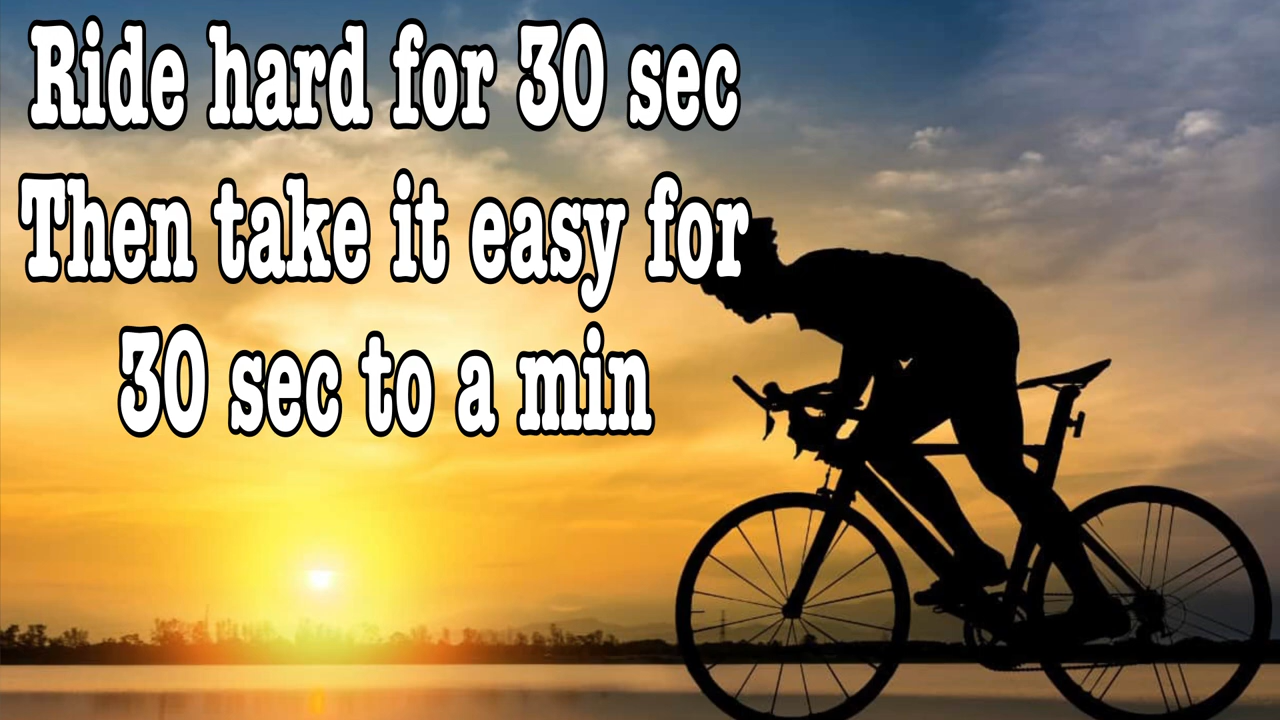 Ride hard for 30 sec
Then take it easy for
30 sec to a min